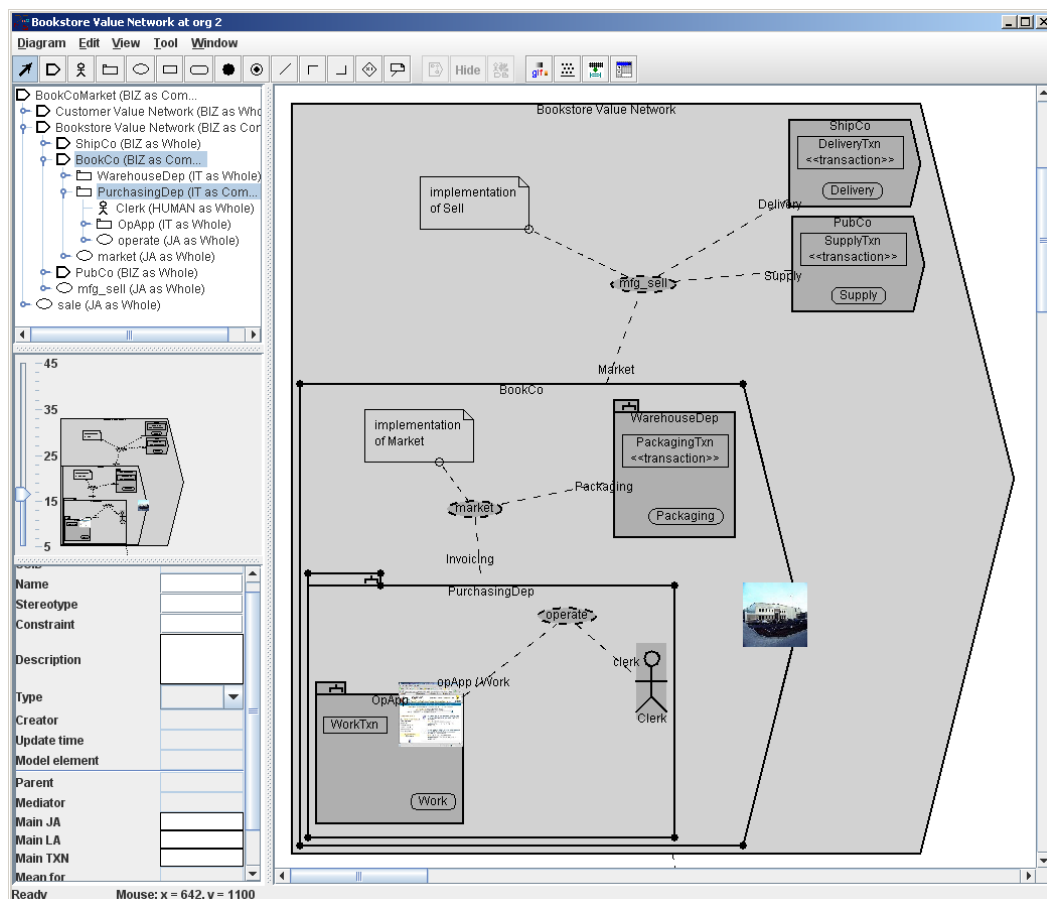 Bookstore Value Network at org 2
Diagram Edit View Tool Window
Hide
BookCoMarket (BIZ as Com...
Customer Value Network (BIZ as Who
Bookstore Value Network (BIZ as Cor
ShipCo (BIZ as Whole)
BookCo (BIZ as Com...
WarehouseDep (IT as Whole)
PurchasingDep (IT as Com...
Clerk (HUMAN as Whole)
OpApp (IT as Whole)
operate (JA as Whole)
market (JA as Whole)
PubCo (BIZ as Whole)
mfg_sell (JA as Whole)
sale (JA as Whole)
45
35
25
15
5
Name
Stereotype
Constraint
Description
Type
Creator
Update time
Model element
Parent
Mediator
Main JA
Main LA
Main TXN
Mean for
Bookstore Value Network
ShipCo
DeliveryTxn
<<transaction>>
Delivery
Delivery
PubCo
SupplyTxn
<<transaction>>
Supply
Supply
implementation
of Sell
mfg_sell
Market
BookCo
implementation
of Market
WarehouseDep
PackagingTxn
<<transaction>>
Packaging
Packaging
market
Invoicing
PurchasingDep
operate
clerk
Clerk
opApp
Work
OpApp
WorkTxn
Work
Ready Mouse: x = 642, y = 1100